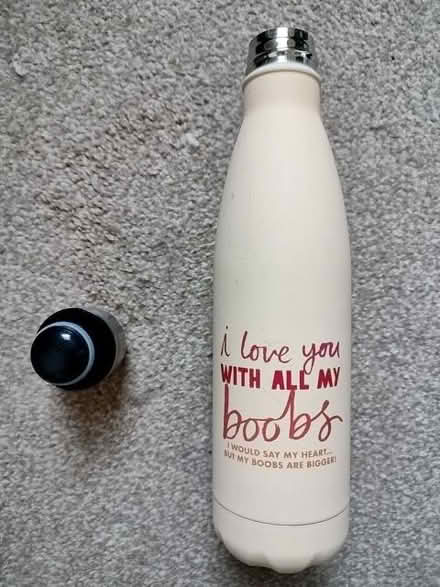 i love you
WITH ALL MY
boobs
I WOULD SAY MY HEART...
BUT MY BOOBS ARE BIGGER!